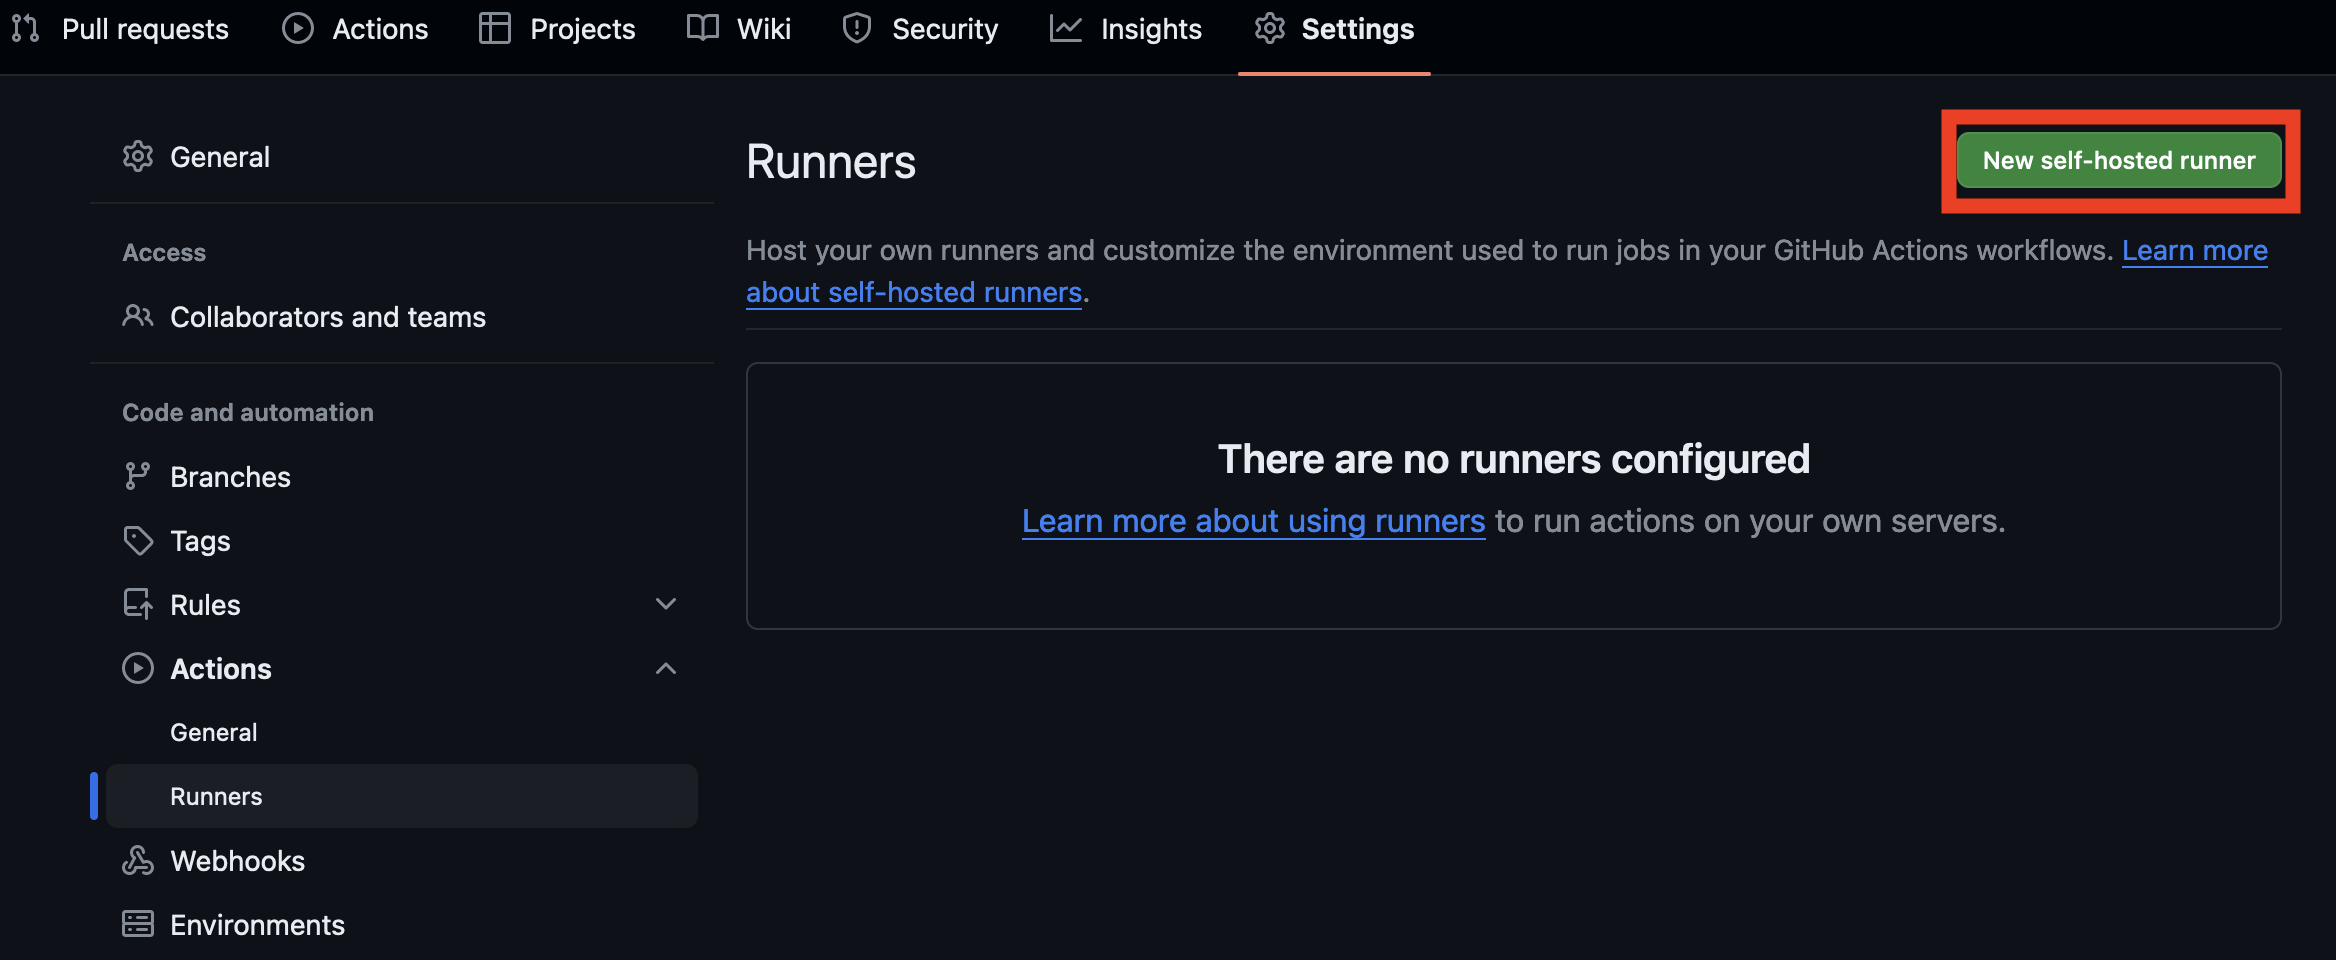 Pull requests Actions Projects Wiki Security Insights Settings
General
Access
Collaborators and teams
Code and automation
Branches
Tags
Rules
Actions
General
Runners
Webhooks
Environments
Runners
New self-hosted runner
Host your own runners and customize the environment used to run jobs in your GitHub Actions workflows. Learn more
about self-hosted runners.
There are no runners configured
Learn more about using runners to run actions on your own servers.